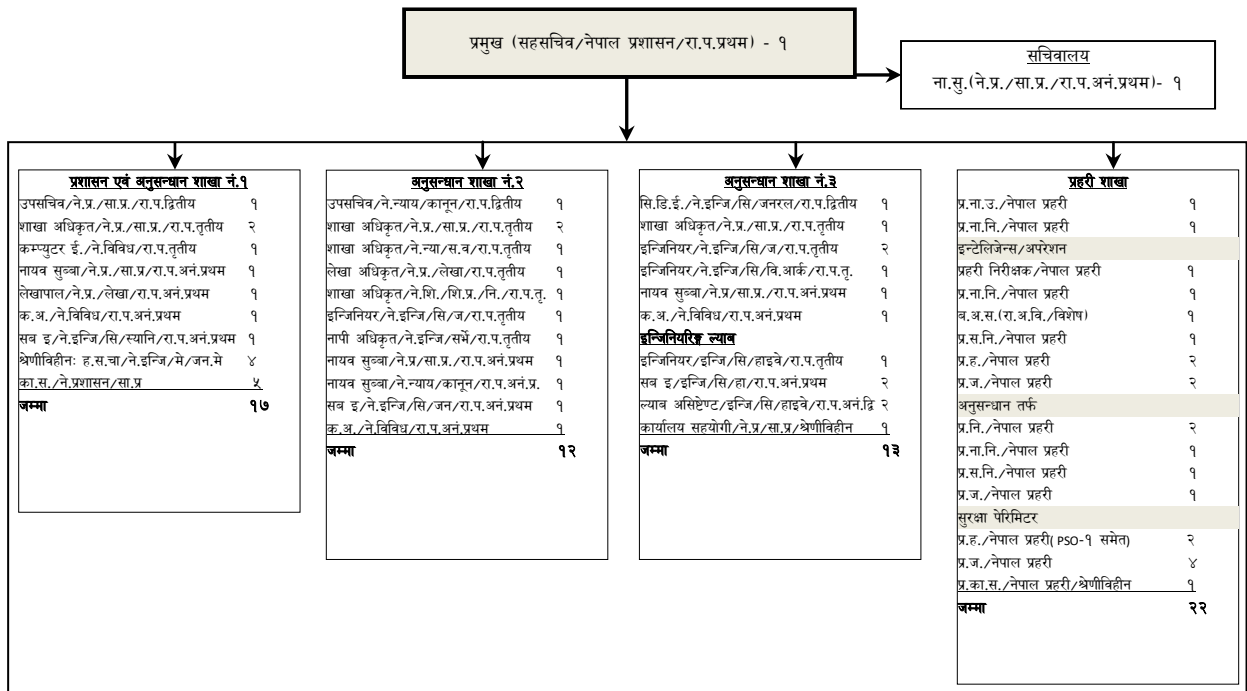 प्रमुख (सहसचिव/नेपाल प्रशासन/रा.प.प्रथम) - १
सचिवालय
ना.सु.(ने.प्र./सा.प्र./रा.प.अनं.प्रथम)- १
प्रशासन एवं अनुसन्धान शाखा नं.१
उपसचिव/ने.प्र./सा.प्र./रा.प.द्वितीय १
शाखा अधिकृत/ने.प्र./सा.प्र./रा.प.तृतीय २
कम्प्युटर ई./ने.विविध/रा.प.तृतीय १
नायव सुब्बा/ने.प्र./सा.प्र/रा.प.अनं.प्रथम १
लेखापाल/ने.प्र./लेखा/रा.प.अनं.प्रथम १
क.अ./ने.विविध/रा.प.अनं.प्रथम १
सब इ/ने.इन्जि/सि/स्यानि/रा.प.अनं.प्रथम १
श्रेणीविहीनः ह.स.चा/ने.इन्जि/मे/जन.मे ४
का.स./ने.प्रशासन/सा.प्र ५
जम्मा १७
अनुसन्धान शाखा नं.२
उपसचिव/ने.न्याय/कानून/रा.प.द्वितीय १
शाखा अधिकृत/ने.प्र./सा.प्र./रा.प.तृतीय २
शाखा अधिकृत/ने.न्या/स.व/रा.प.तृतीय १
लेखा अधिकृत/ने.प्र./लेखा/रा.प.तृतीय १
शाखा अधिकृत/ने.शि./शि.प्र./नि./रा.प.तृ. १
इन्जिनियर/ने.इन्जि/सि/ज/रा.प.तृतीय १
नापी अधिकृत/ने.इन्जि/सर्भे/रा.प.तृतीय १
नायव सुब्बा/ने.प्र/सा.प्र/रा.प.अनं.प्रथम १
नायव सुब्बा/ने.न्याय/कानून/रा.प.अनं.प्र. १
सब इ/ने.इन्जि/सि/जन/रा.प.अनं.प्रथम १
क.अ./ने.विविध/रा.प.अनं.प्रथम १
जम्मा १२
अनुसन्धान शाखा नं.३
सि.डि.ई./ने.इन्जि/सि/जनरल/रा.प.द्वितीय १
शाखा अधिकृत/ने.प्र./सा.प्र./रा.प.तृतीय १
इन्जिनियर/ने.इन्जि/सि/ज/रा.प.तृतीय २
इन्जिनियर/ने.इन्जि/सि/वि.आर्क/रा.प.तृ. १
नायव सुब्बा/ने.प्र/सा.प्र/रा.प.अनं.प्रथम १
क.अ./ने.विविध/रा.प.अनं.प्रथम १
इन्जिनियरिङ्ग ल्याब
इन्जिनियर/इन्जि/सि/हाइवे/रा.प.तृतीय १
सब इ/इन्जि/सि/हा/रा.प.अनं.प्रथम २
ल्याब असिष्टेण्ट/इन्जि/सि/हाइवे/रा.प.अनं.द्वि २
कार्यालय सहयोगी/ने.प्र/सा.प्र/श्रेणीविहीन १
जम्मा १३
प्रहरी शाखा
प्र.ना.उ./नेपाल प्रहरी १
प्र.ना.नि./नेपाल प्रहरी १
इन्टेलिजेन्स/अपरेशन
प्रहरी निरीक्षक/नेपाल प्रहरी १
प्र.ना.नि./नेपाल प्रहरी १
ब.अ.स.(रा.अ.वि./विशेष) १
प्र.स.नि./नेपाल प्रहरी १
प्र.ह./नेपाल प्रहरी २
प्र.ज./नेपाल प्रहरी २
अनुसन्धान तर्फ
प्र.नि./नेपाल प्रहरी २
प्र.ना.नि./नेपाल प्रहरी १
प्र.स.नि./नेपाल प्रहरी १
प्र.ज./नेपाल प्रहरी १
सुरक्षा पेरिमिटर
प्र.ह./नेपाल प्रहरी( PSO-१ समेत) २
प्र.ज./नेपाल प्रहरी ४
प्र.का.स./नेपाल प्रहरी/श्रेणीविहीन १
जम्मा २२